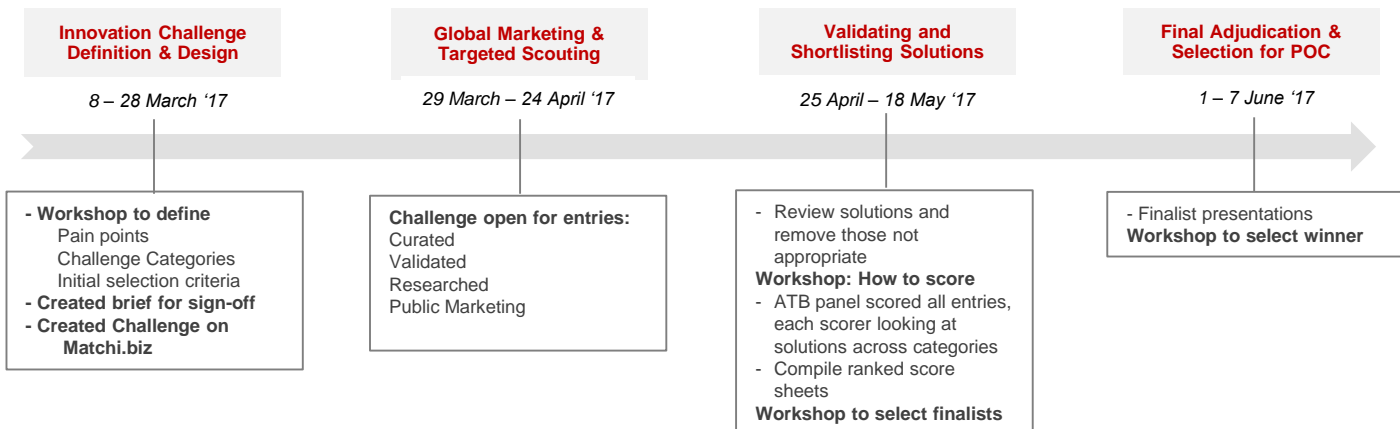 Innovation Challenge
Definition & Design
8 – 28 March ‘17
- Workshop to define
Pain points
Challenge Categories
Initial selection criteria
- Created brief for sign-off
- Created Challenge on
Matchi.biz
Global Marketing &
Targeted Scouting
29 March – 24 April ‘17
Challenge open for entries:
Curated
Validated
Researched
Public Marketing
Validating and
Shortlisting Solutions
25 April – 18 May ‘17
- Review solutions and
remove those not
appropriate
Workshop: How to score
- ATB panel scored all entries,
each scorer looking at
solutions across categories
- Compile ranked score
sheets
Workshop to select finalists
Final Adjudication &
Selection for POC
1 – 7 June ‘17
- Finalist presentations
Workshop to select winner